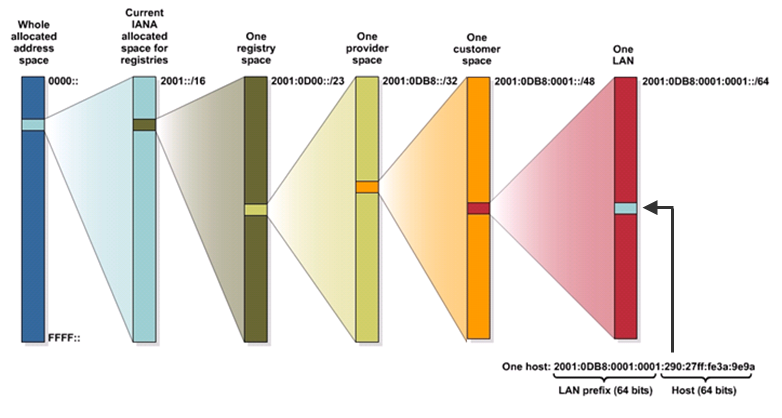 Whole
allocated
address
space
Current
IANA
allocated
space for
registries
One
registry
space
One
provider
space
One
customer
space
One
LAN
0000::
2001::/16
2001:0D00::/23
2001:0DB8::/32
2001:0DB8:0001::/48
2001:0DB8:0001:0001::/64
FFFF::
One host: 2001:0DB8:0001:0001:290:27ff:fe3a:9e9a
LAN prefix (64 bits)
Host (64 bits)